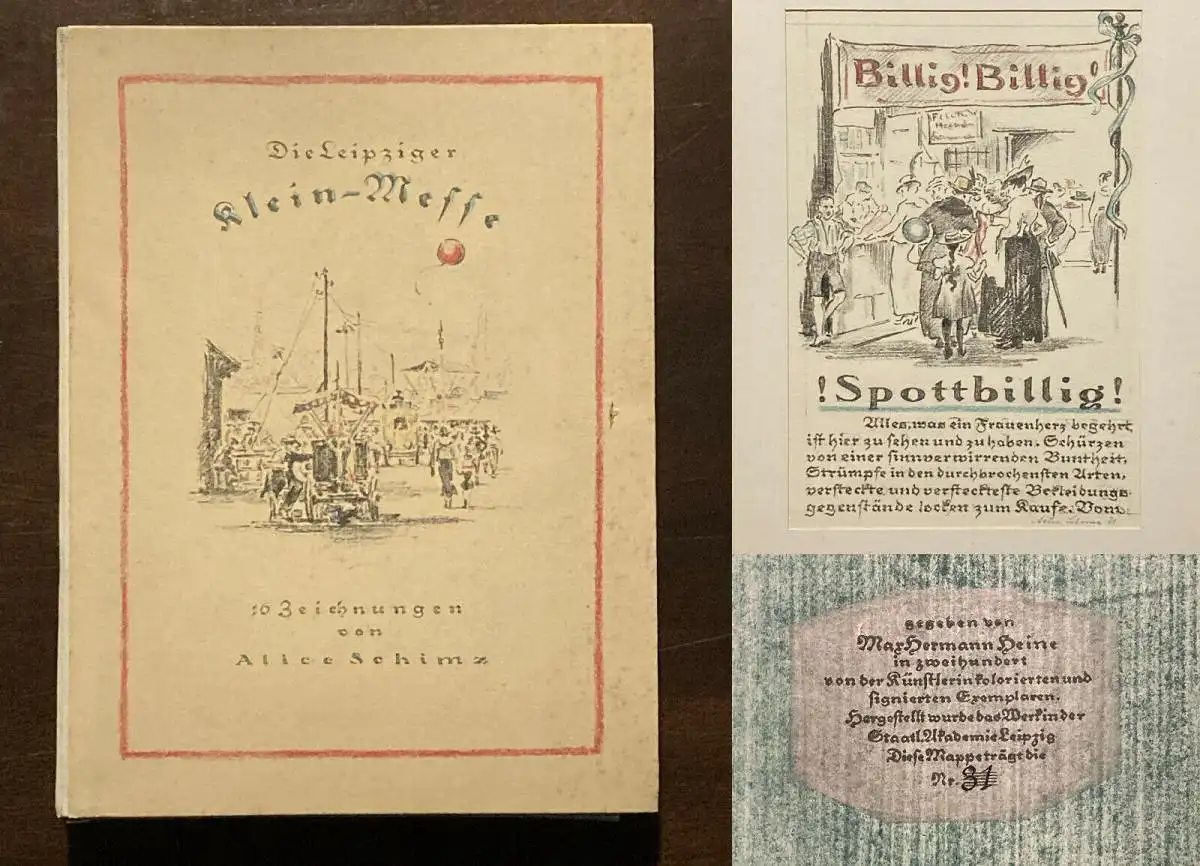 Die Leipziger
Klein-Messe
16 Zeichnungen
von
Alice Schimz
Billig! Billig!
!Spottbillig!
Alles, was ein Frauenherz begehrt
ist hier zu sehen und zu haben. Schürzen
von einer sinnverwirrenden Buntheit,
Strümpfe in den durchbrochensten Arten,
versteckte und versteckteste Bekleidungs-
gegenstände locken zum Kaufe. Vom
gegeben von
Max Hermann Heine
in zweihundert
von der Künstlerin kolorierten und
signierten Exemplaren.
Hergestellt wurde das Werk in der
Staatl. Akademie Leipzig
Diese Mappe trägt die
Nr. 31